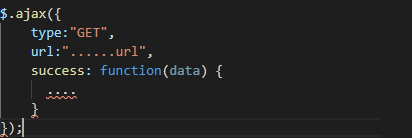 $.ajax({
    type:"GET",
    url:"......url",
    success: function(data) {
      ....
    }
});